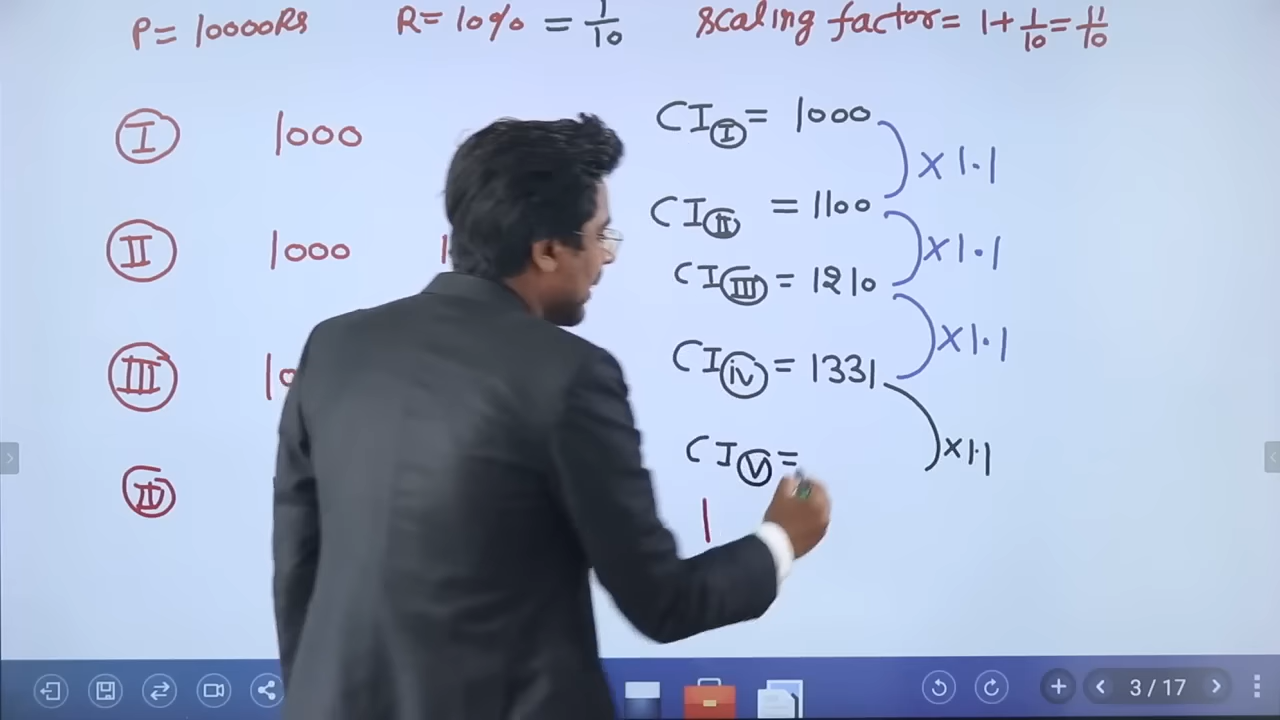 P= 10000Rs R= 10% = 1/10 scaling factor= 1+1/10=11/10
I 1000 CI I = 1000
×1.1
II 1000 CI II = 1100
×1.1
CI III = 1210
×1.1
III CI iv = 1331
×1.1
IV CI V =
3 / 17